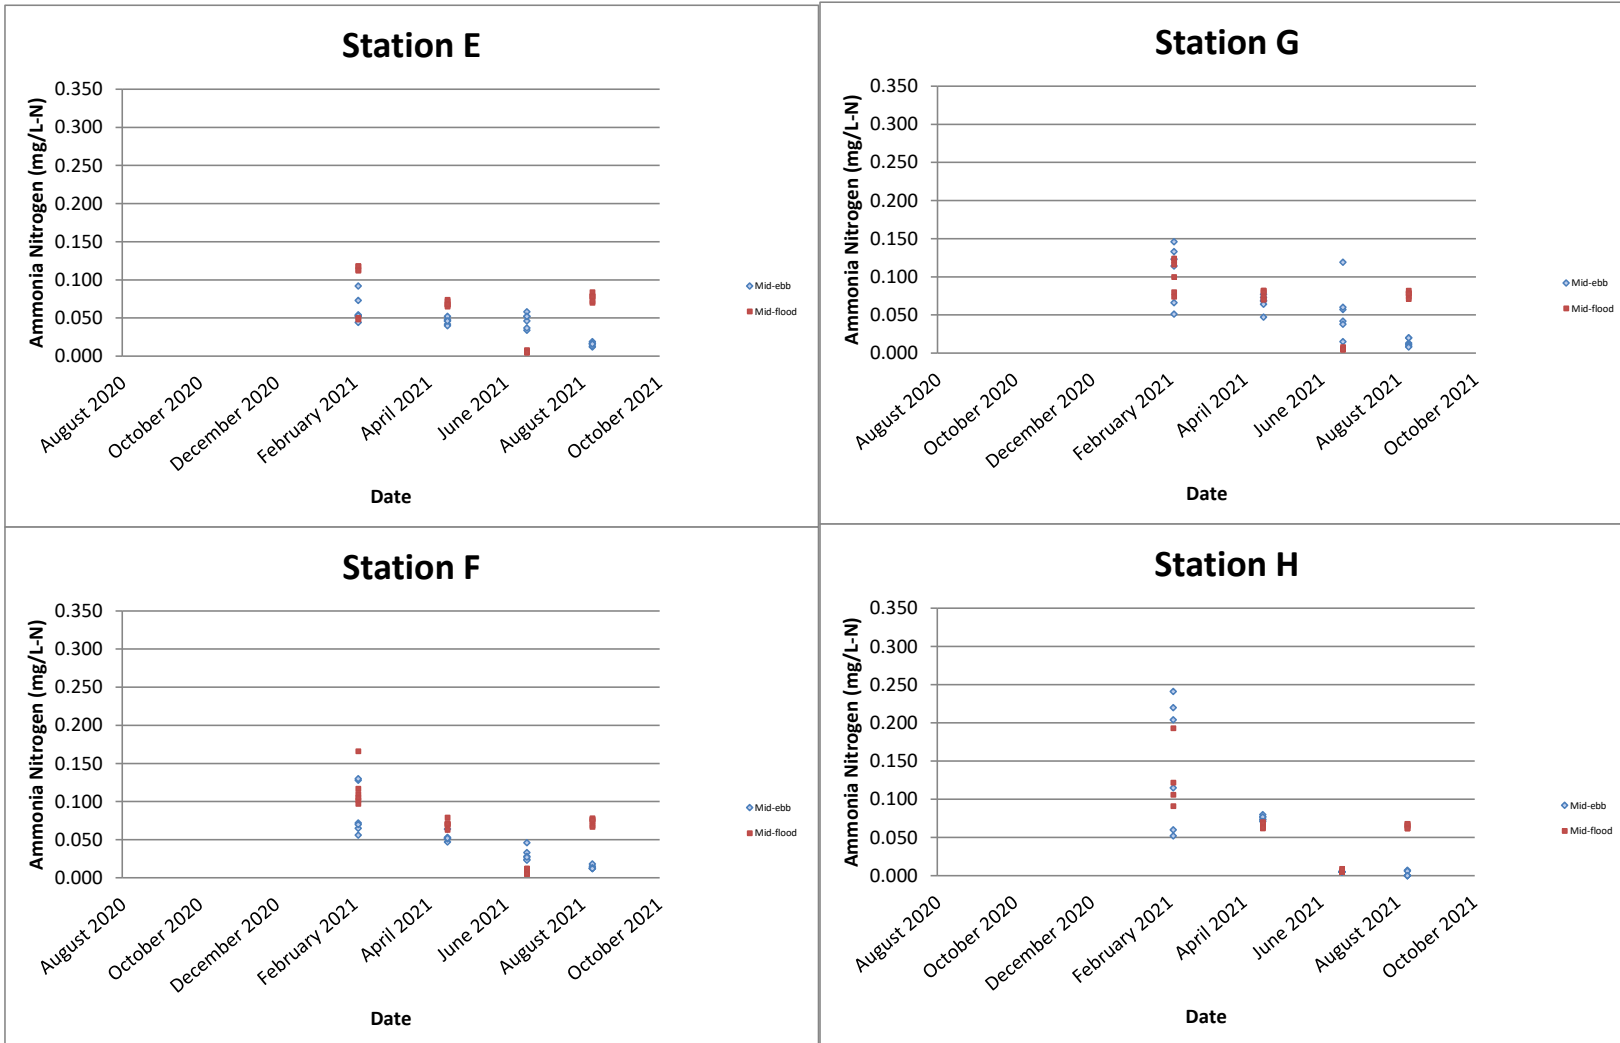 Station E
Ammonia Nitrogen (mg/L-N)
0.350
0.300
0.250
0.200
0.150
0.100
0.050
0.000
August 2020
October 2020
December 2020
February 2021
April 2021
June 2021
August 2021
October 2021
Date
Mid-ebb
Mid-flood
Station G
Ammonia Nitrogen (mg/L-N)
0.350
0.300
0.250
0.200
0.150
0.100
0.050
0.000
August 2020
October 2020
December 2020
February 2021
April 2021
June 2021
August 2021
October 2021
Date
Mid-ebb
Mid-flood
Station F
Ammonia Nitrogen (mg/L-N)
0.350
0.300
0.250
0.200
0.150
0.100
0.050
0.000
August 2020
October 2020
December 2020
February 2021
April 2021
June 2021
August 2021
October 2021
Date
Mid-ebb
Mid-flood
Station H
Ammonia Nitrogen (mg/L-N)
0.350
0.300
0.250
0.200
0.150
0.100
0.050
0.000
August 2020
October 2020
December 2020
February 2021
April 2021
June 2021
August 2021
October 2021
Date
Mid-ebb
Mid-flood